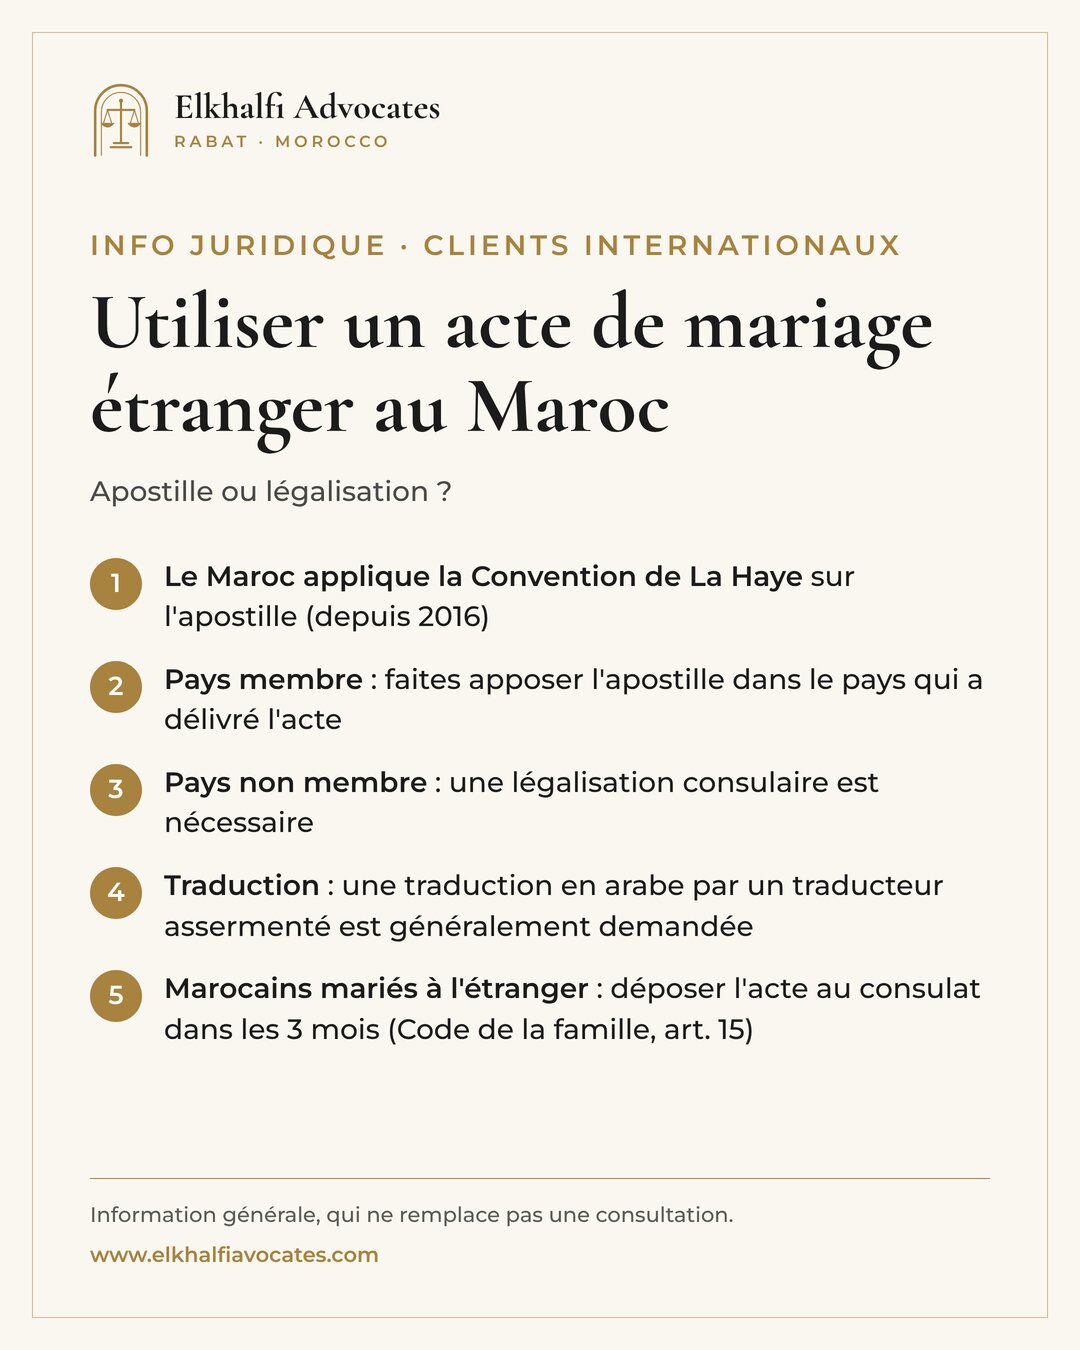 Elkhalfi Advocates
RABAT · MOROCCO
INFO JURIDIQUE · CLIENTS INTERNATIONAUX
Utiliser un acte de mariage
étranger au Maroc
Apostille ou légalisation ?
1 Le Maroc applique la Convention de La Haye sur
l'apostille (depuis 2016)
2 Pays membre : faites apposer l'apostille dans le pays qui a
délivré l'acte
3 Pays non membre : une légalisation consulaire est
nécessaire
4 Traduction : une traduction en arabe par un traducteur
assermenté est généralement demandée
5 Marocains mariés à l'étranger : déposer l'acte au consulat
dans les 3 mois (Code de la famille, art. 15)
Information générale, qui ne remplace pas une consultation.
www.elkhalfiavocates.com